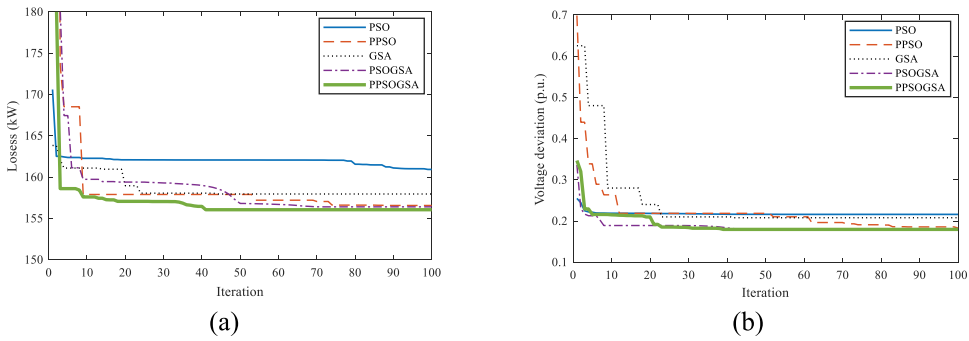 180
175
170
165
160
155
150
Losess (kW)
0 10 20 30 40 50 60 70 80 90 100
Iteration
PSO
PPSO
GSA
PSOGSA
PPSOGSA
(a)
0.7
0.6
0.5
0.4
0.3
0.2
0.1
Voltage deviation (p.u.)
0 10 20 30 40 50 60 70 80 90 100
Iteration
PSO
PPSO
GSA
PSOGSA
PPSOGSA
(b)